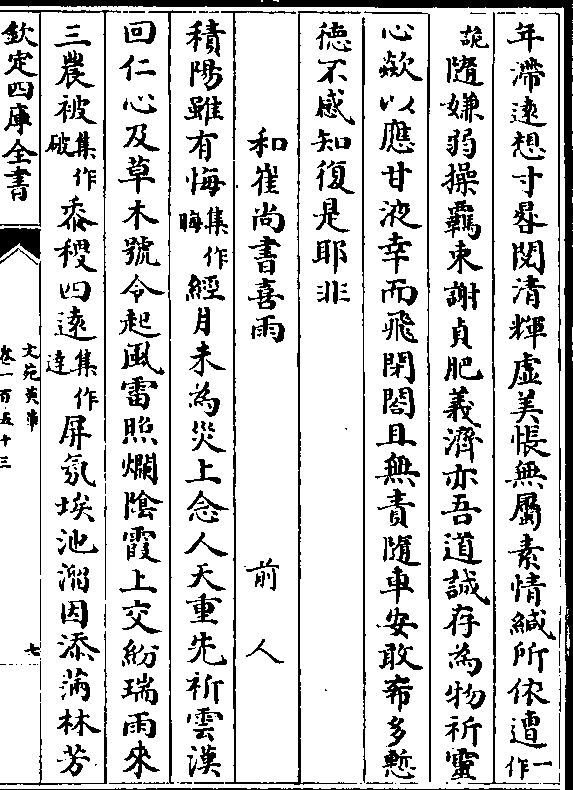 年滯遠想寸晷閱清輝虛美悵無屬素情緘所依遭一作
詭隨嫌弱操羈束謝貞肥義濟亦吾道誠存為物祈靈
心歘以應甘液幸而飛閉閤且無責隨車安敢希多慙
徳不感知復是耶非
和崔尚書喜雨 前人
積陽雖有悔集作晦經月未為災上念人天重先祈雲漢
回仁心及草木號令起風雷照爛陰霞上交紛瑞雨來
三農被集作破黍稷四遠集作達屏氛埃池溜因添滿林芳
欽定四庫全書
文苑英華
卷一百五十三
七